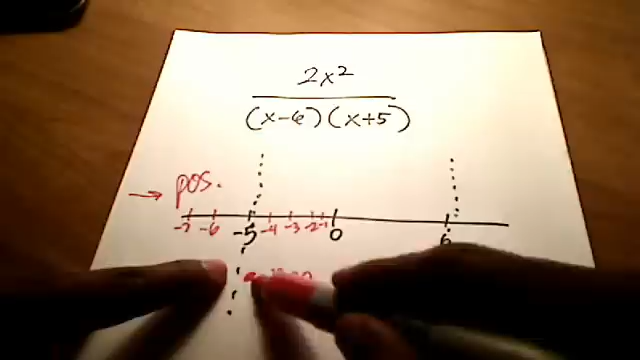 2x²
(x-6)(x+5)
→ pos.
-7 -6 -5 -4 -3 -2 -1 0 6